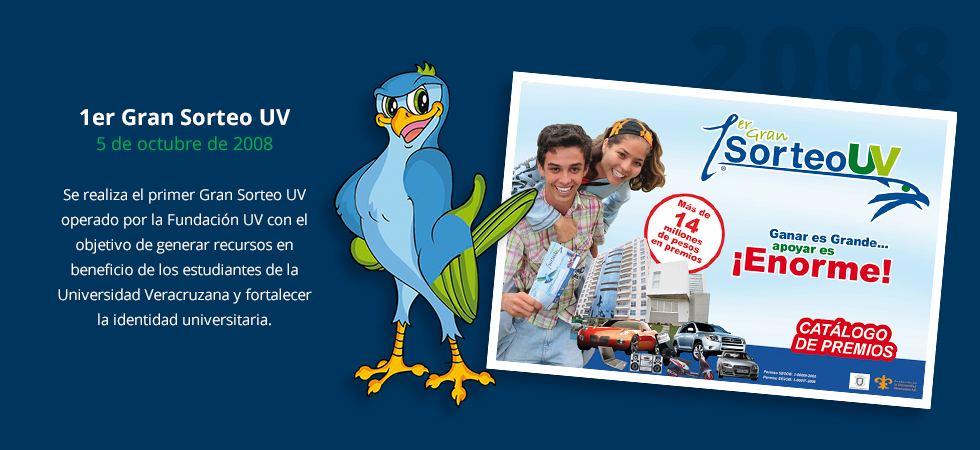 2008
1er Gran Sorteo UV
5 de octubre de 2008
Se realiza el primer Gran Sorteo UV
operado por la Fundación UV con el
objetivo de generar recursos en
beneficio de los estudiantes de la
Universidad Veracruzana y fortalecer
la identidad universitaria.
1er Gran
Sorteo UV
®
Más de
14
millones
de pesos
en premios
Ganar es Grande...
apoyar es
¡Enorme!
CATÁLOGO
DE PREMIOS